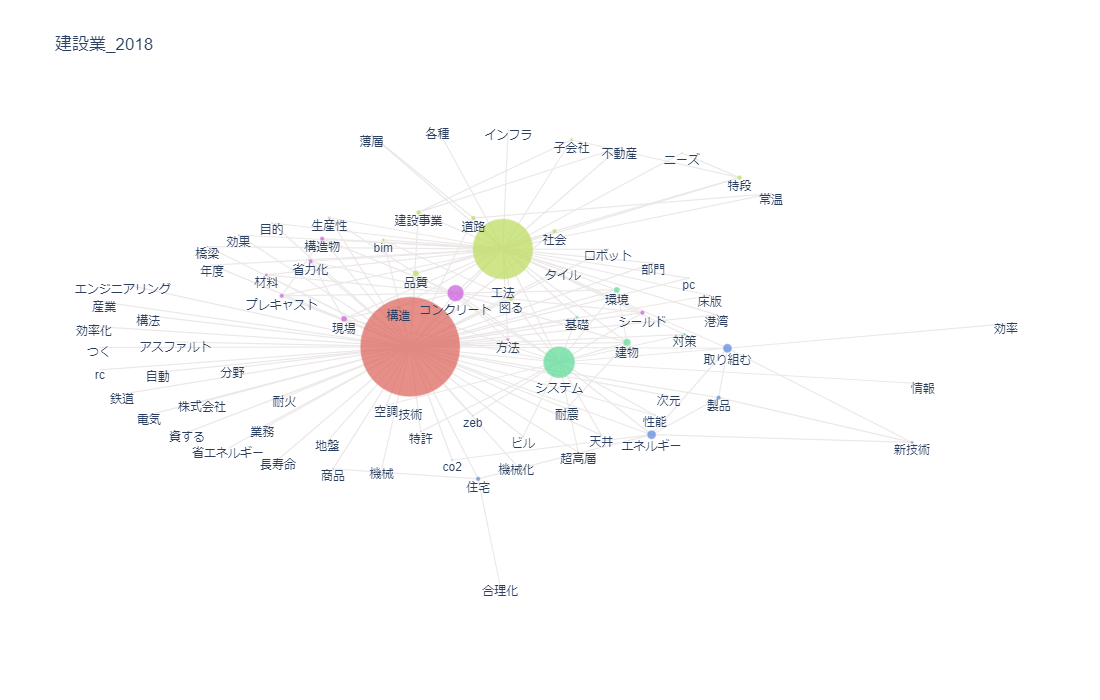 建設業_2018
各種
インフラ
薄層
子会社
不動産
ニーズ
特段
常温
建設事業
道路
生産性
目的
社会
効果
構造物
bim
橋梁
ロボット
年度
省力化
部門
タイル
品質
材料
pc
エンジニアリング
工法
環境
床版
産業
プレキャスト
コンクリート
図る
構造
構法
シールド
港湾
基礎
効率化
現場
効率
対策
つく
アスファルト
方法
建物
取り組む
rc
自動
分野
システム
情報
鉄道
耐火
次元
製品
株式会社
空調
技術
耐震
電気
zeb
性能
業務
資する
特許
ビル
天井
地盤
エネルギー
新技術
省エネルギー
長寿命
co2
機械化
超高層
商品
機械
住宅
合理化